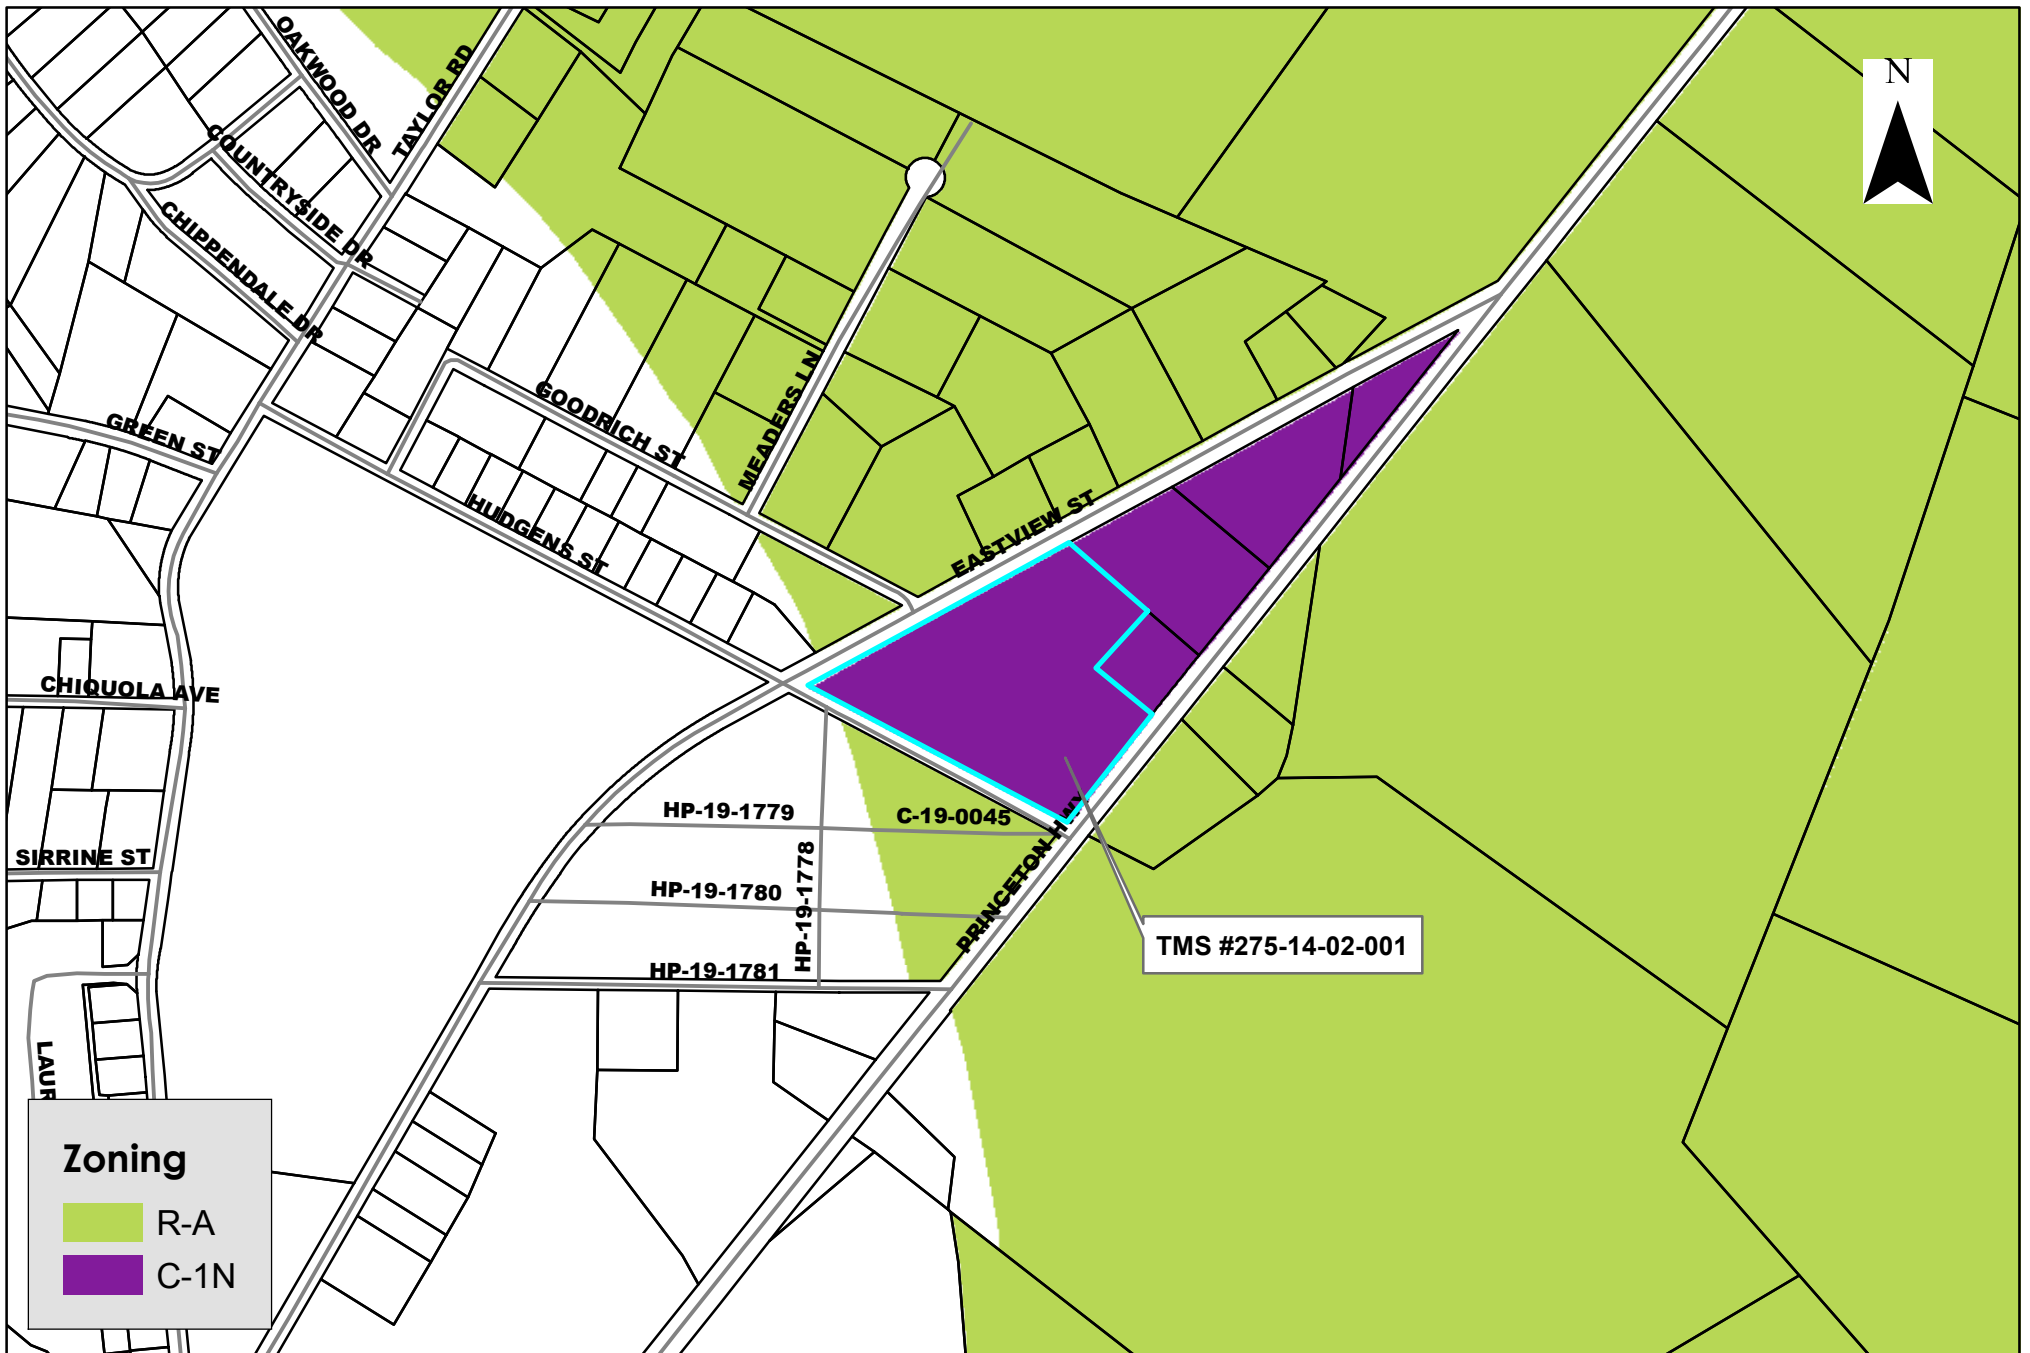 OAKWOOD DR
TAYLOR RD
N
COUNTRYSIDE DR
CHIPPENDALE DR
GREEN ST
GOODRICH ST
MEADERS LN
HUDGENS ST
EASTVIEW ST
CHIQUOLA AVE
HP-19-1779
C-19-0045
PRINCETON HWY
SIRRINE ST
HP-19-1778
HP-19-1780
TMS #275-14-02-001
HP-19-1781
LAUR
Zoning
R-A
C-1N